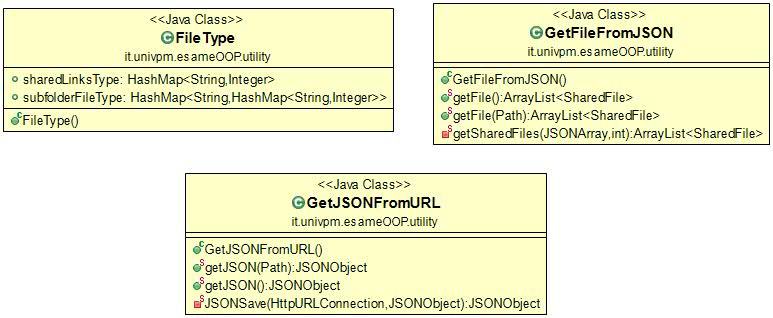 <<Java Class>>
FileType
it.univpm.esameOOP.utility
sharedLinksType: HashMap<String,Integer>
subfolderFileType: HashMap<String,HashMap<String,Integer>>
FileType()
<<Java Class>>
GetFileFromJSON
it.univpm.esameOOP.utility
GetFileFromJSON()
getFile():ArrayList<SharedFile>
getFile(Path):ArrayList<SharedFile>
getSharedFiles(JSONArray,int):ArrayList<SharedFile>
<<Java Class>>
GetJSONFromURL
it.univpm.esameOOP.utility
GetJSONFromURL()
getJSON(Path):JSONObject
getJSON():JSONObject
JSONSave(HttpURLConnection,JSONObject):JSONObject